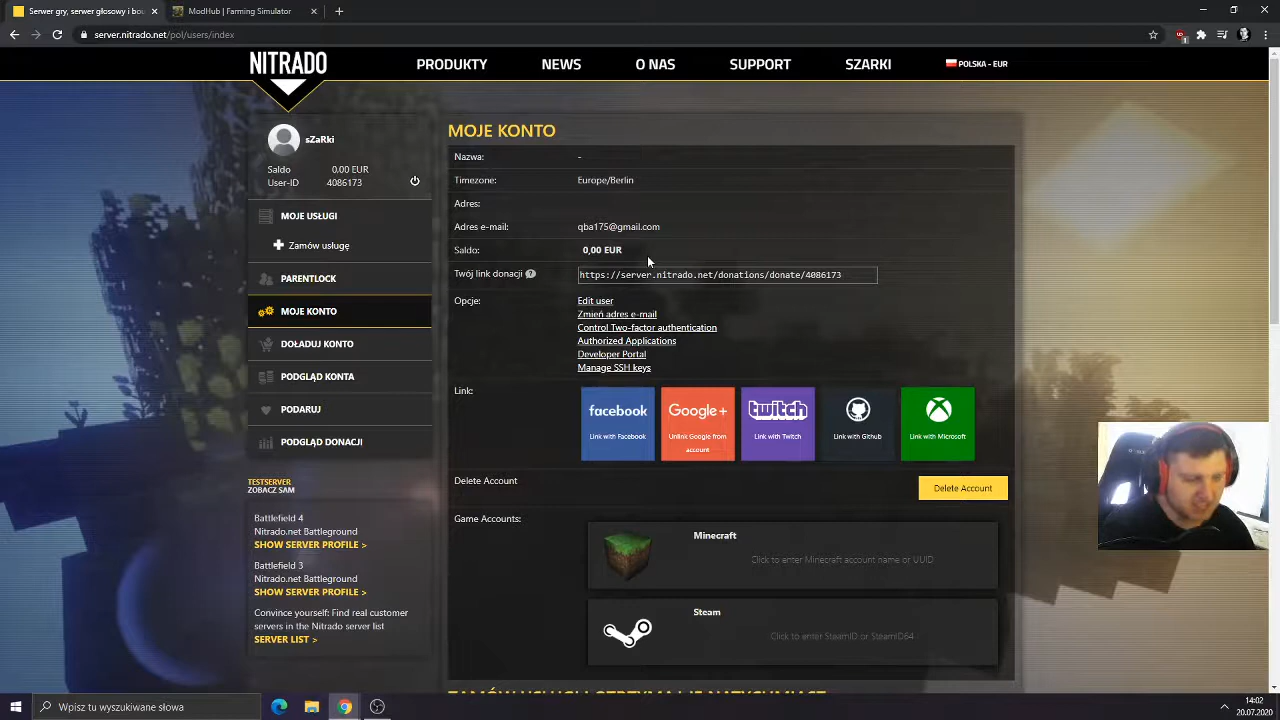 Serwer gry, serwer głosowy i bou
ModHub | Farming Simulator
server.nitrado.net/pol/users/index
NITRADO
PRODUKTY
NEWS
O NAS
SUPPORT
SZARKI
POLSKA - EUR
sZaRki
Saldo 0.00 EUR
User-ID 4086173
MOJE USŁUGI
Zamów usługę
PARENTLOCK
MOJE KONTO
DOŁADUJ KONTO
PODGLĄD KONTA
PODARUJ
PODGLĄD DONACJI
TESTSERVER
ZOBACZ SAM
Battlefield 4
Nitrado.net Battleground
SHOW SERVER PROFILE >
Battlefield 3
Nitrado.net Battleground
SHOW SERVER PROFILE >
Convince yourself: Find real customer
servers in the Nitrado server list
SERVER LIST >
MOJE KONTO
Nazwa: -
Timezone: Europe/Berlin
Adres:
Adres e-mail: qba175@gmail.com
Saldo: 0,00 EUR
Twój link donacji https://server.nitrado.net/donations/donate/4086173
Opcje: Edit user
Zmień adres e-mail
Control Two-factor authentication
Authorized Applications
Developer Portal
Manage SSH keys
Link:
facebook
Link with Facebook
Google+
Unlink Google from
account
twitch
Link with Twitch
Link with Github
Link with Microsoft
Delete Account
Delete Account
Game Accounts:
Minecraft
Click to enter Minecraft account name or UUID
Steam
Click to enter SteamID or SteamID64
ZAMÓW USŁUGI I OTRZYMAJ JE NATYCHMIAST
Wpisz tu wyszukiwane słowa
14:02
20.07.2020